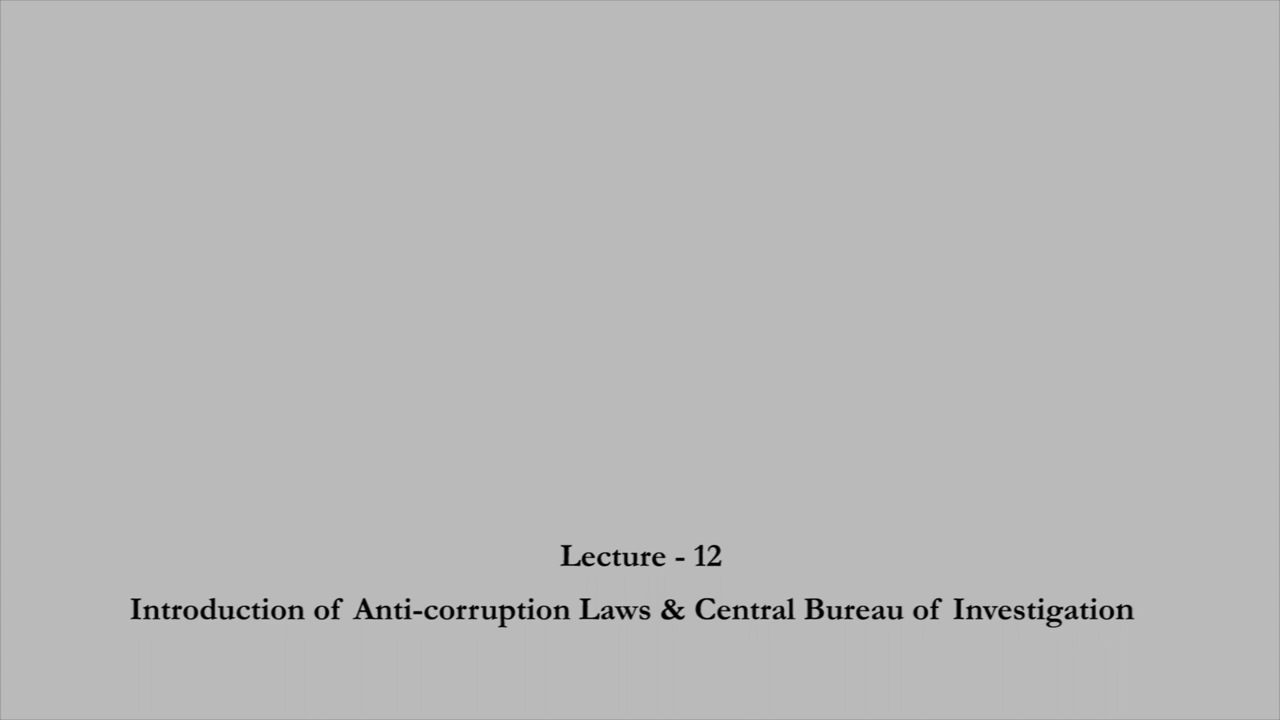 Lecture - 12
Introduction of Anti-corruption Laws & Central Bureau of Investigation